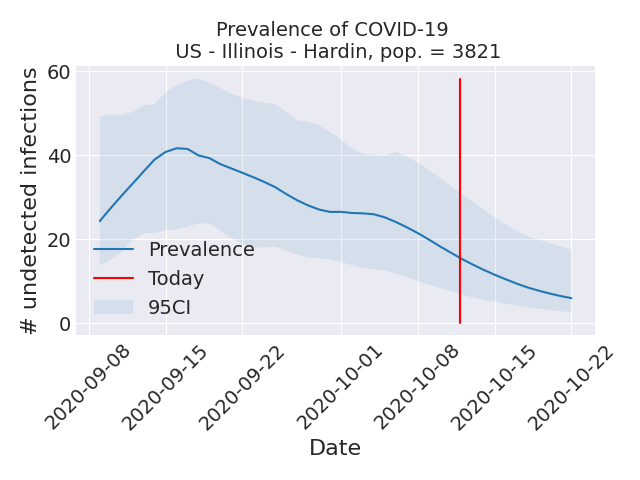 Prevalence of COVID-19
US - Illinois - Hardin, pop. = 3821
# undetected infections
60
40
20
0
Prevalence
Today
95CI
2020-09-08
2020-09-15
2020-09-22
2020-10-01
2020-10-08
2020-10-15
2020-10-22
Date